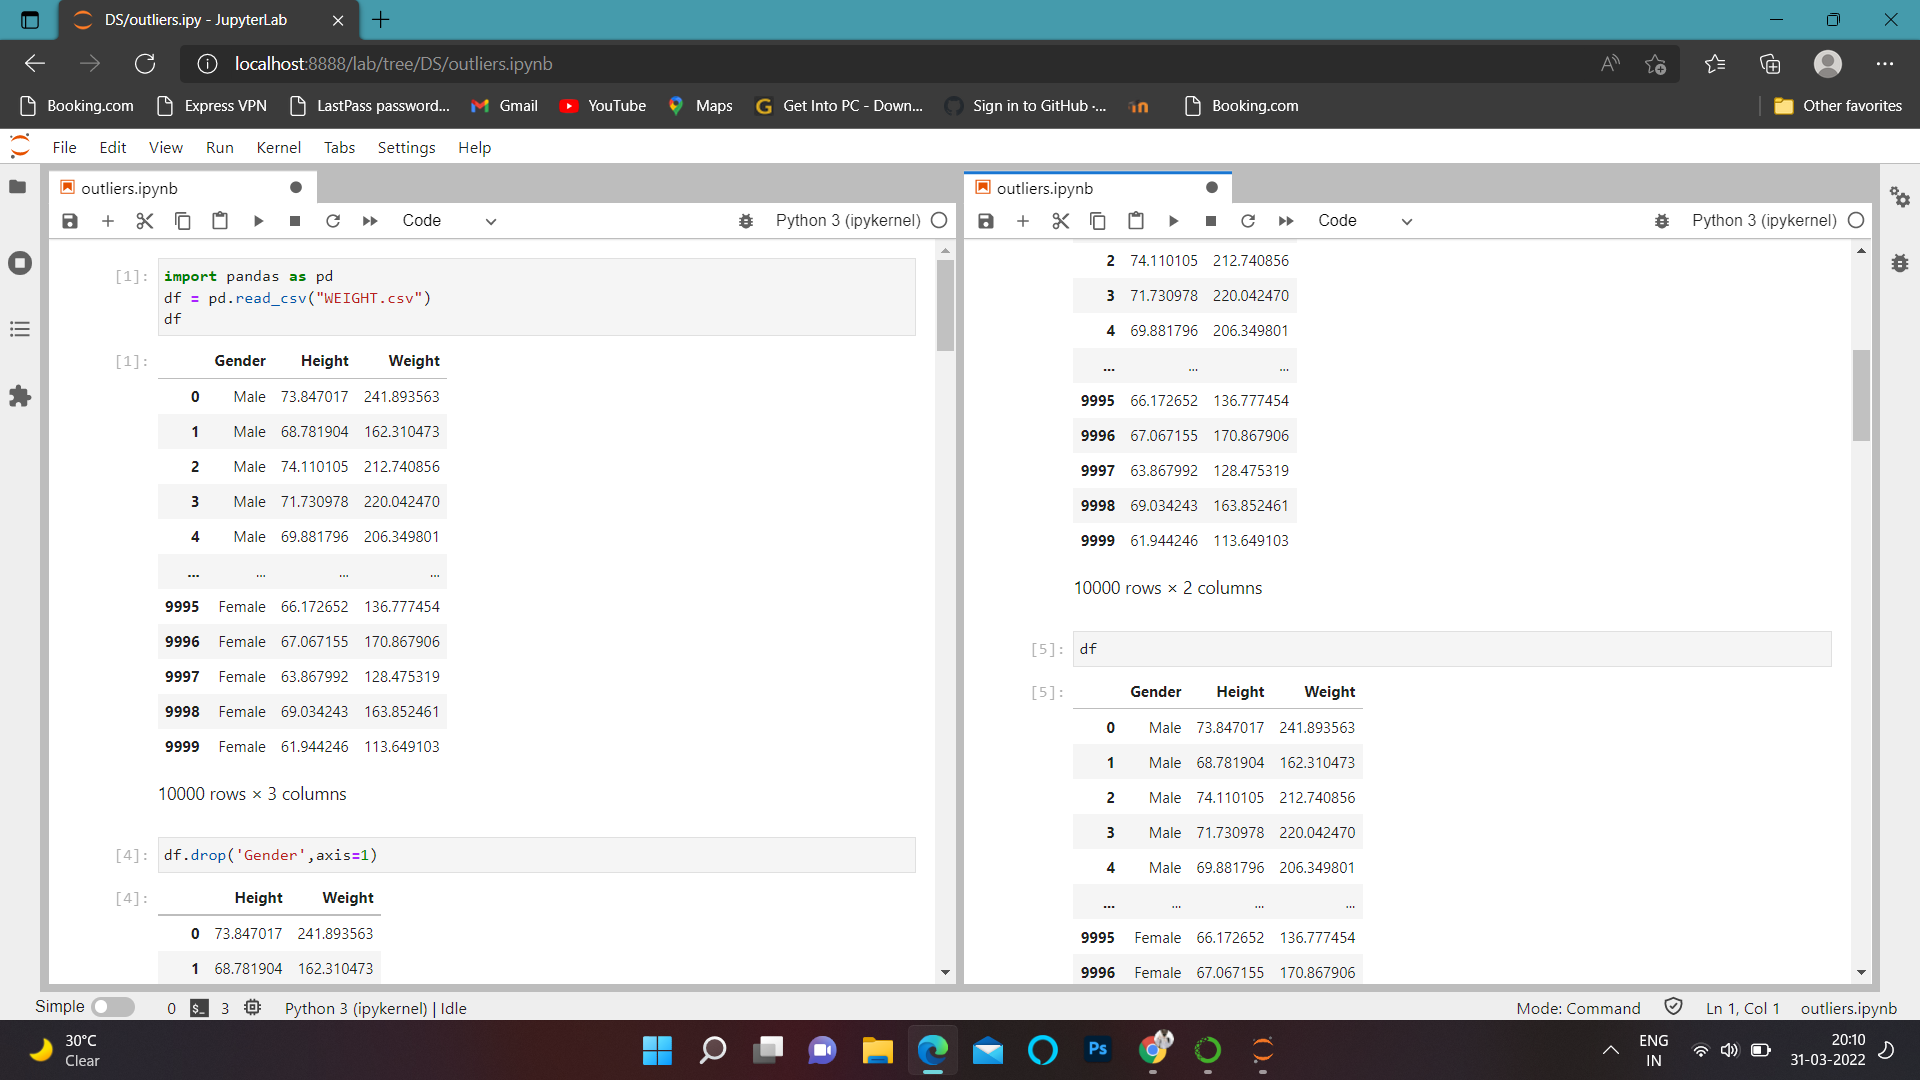 DS/outliers.ipy - JupyterLab
localhost:8888/lab/tree/DS/outliers.ipynb
Booking.com Express VPN LastPass password... Gmail YouTube Maps Get Into PC - Down... Sign in to GitHub ·... in Booking.com Other favorites
File Edit View Run Kernel Tabs Settings Help
outliers.ipynb
Code Python 3 (ipykernel)
[1]: import pandas as pd
df = pd.read_csv("WEIGHT.csv")
df
[1]: Gender Height Weight
0 Male 73.847017 241.893563
1 Male 68.781904 162.310473
2 Male 74.110105 212.740856
3 Male 71.730978 220.042470
4 Male 69.881796 206.349801
... ... ... ...
9995 Female 66.172652 136.777454
9996 Female 67.067155 170.867906
9997 Female 63.867992 128.475319
9998 Female 69.034243 163.852461
9999 Female 61.944246 113.649103
10000 rows × 3 columns
[4]: df.drop('Gender',axis=1)
[4]: Height Weight
0 73.847017 241.893563
1 68.781904 162.310473
outliers.ipynb
Code Python 3 (ipykernel)
2 74.110105 212.740856
3 71.730978 220.042470
4 69.881796 206.349801
... ... ...
9995 66.172652 136.777454
9996 67.067155 170.867906
9997 63.867992 128.475319
9998 69.034243 163.852461
9999 61.944246 113.649103
10000 rows × 2 columns
[5]: df
[5]: Gender Height Weight
0 Male 73.847017 241.893563
1 Male 68.781904 162.310473
2 Male 74.110105 212.740856
3 Male 71.730978 220.042470
4 Male 69.881796 206.349801
... ... ... ...
9995 Female 66.172652 136.777454
9996 Female 67.067155 170.867906
Simple 0 $_ 3 Python 3 (ipykernel) | Idle Mode: Command Ln 1, Col 1 outliers.ipynb
30°C
Clear
Ps
ENG
IN
20:10
31-03-2022